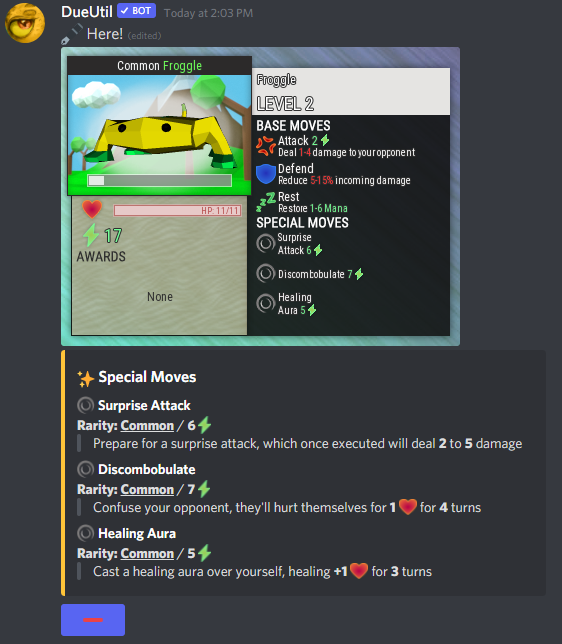 DueUtil ✓ BOT Today at 2:03 PM
Here! (edited)
Common Froggle
Froggle
LEVEL 2
BASE MOVES
Attack 2
Deal 1-4 damage to your opponent
Defend
Reduce 5-15% incoming damage
Rest
Restore 1-6 Mana
SPECIAL MOVES
Surprise
Attack 6
Discombobulate 7
Healing
Aura 5
HP: 11/11
17
AWARDS
None
Special Moves
Surprise Attack
Rarity: Common / 6
Prepare for a surprise attack, which once executed will deal 2 to 5 damage
Discombobulate
Rarity: Common / 7
Confuse your opponent, they'll hurt themselves for 1 for 4 turns
Healing Aura
Rarity: Common / 5
Cast a healing aura over yourself, healing +1 for 3 turns